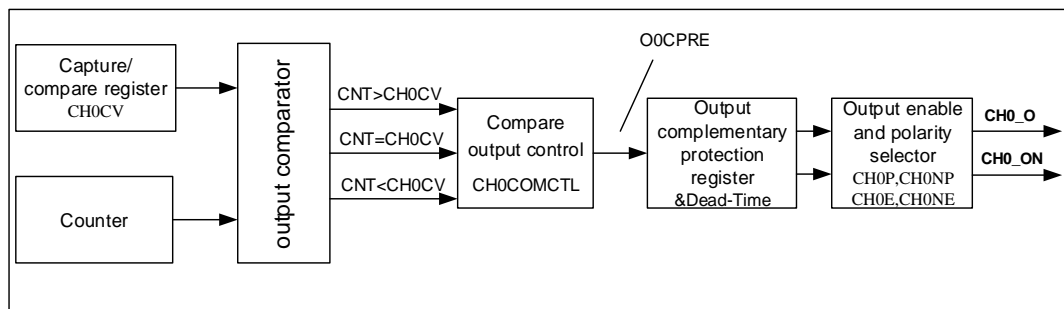 O0CPRE
Capture/
compare register
CH0CV
Counter
output comparator
CNT>CH0CV
CNT=CH0CV
CNT<CH0CV
Compare
output control
CH0COMCTL
Output
complementary
protection
register
&Dead-Time
Output enable
and polarity
selector
CH0P,CH0NP
CH0E,CH0NE
CH0_O
CH0_ON